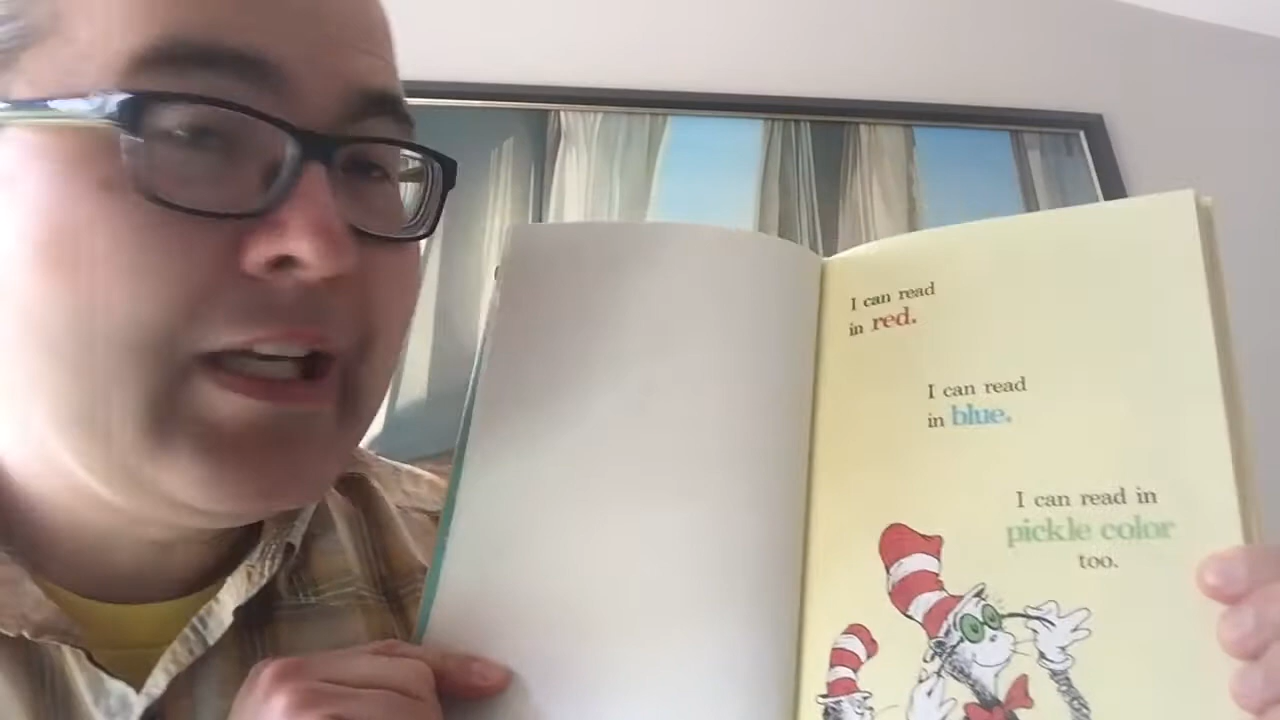 I can read
in red.
I can read
in blue.
I can read in
pickle color
too.